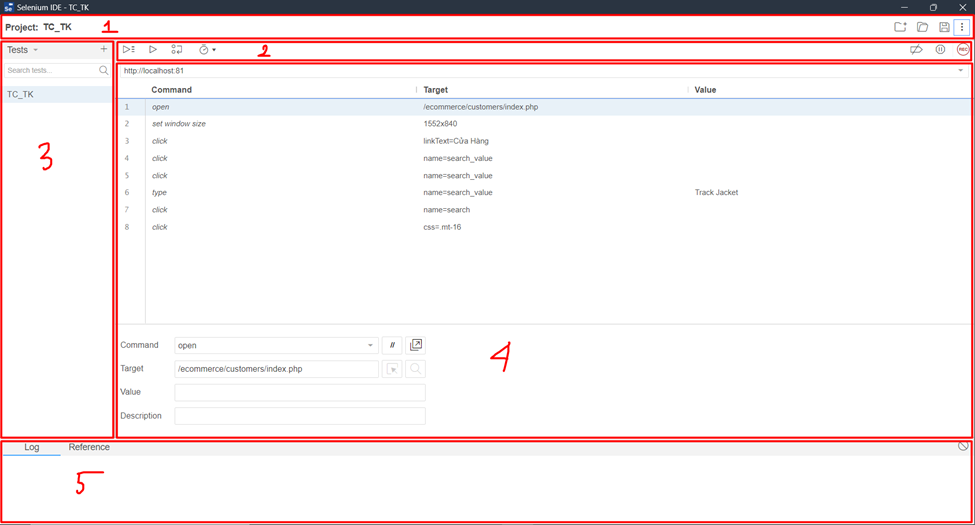 Selenium IDE - TC_TK
Project: TC_TK 1
Tests
2
REC
Search tests...
http://localhost:81
TC_TK
3
Command Target Value
1 open /ecommerce/customers/index.php
2 set window size 1552x840
3 click linkText=Cửa Hàng
4 click name=search_value
5 click name=search_value
6 type name=search_value Track Jacket
7 click name=search
8 click css=.mt-16
Command open //
Target /ecommerce/customers/index.php
Value
Description
4
Log Reference
5